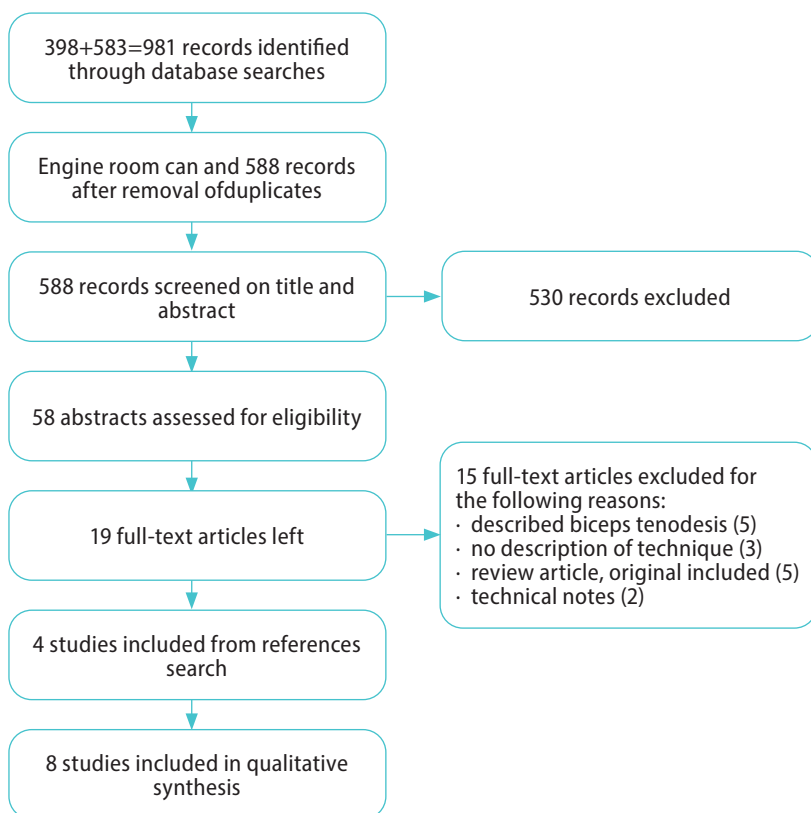 398+583=981 records identified
through database searches
Engine room can and 588 records
after removal ofduplicates
588 records screened on title and
abstract
530 records excluded
58 abstracts assessed for eligibility
19 full-text articles left
15 full-text articles excluded for
the following reasons:
· described biceps tenodesis (5)
· no description of technique (3)
· review article, original included (5)
· technical notes (2)
4 studies included from references
search
8 studies included in qualitative
synthesis